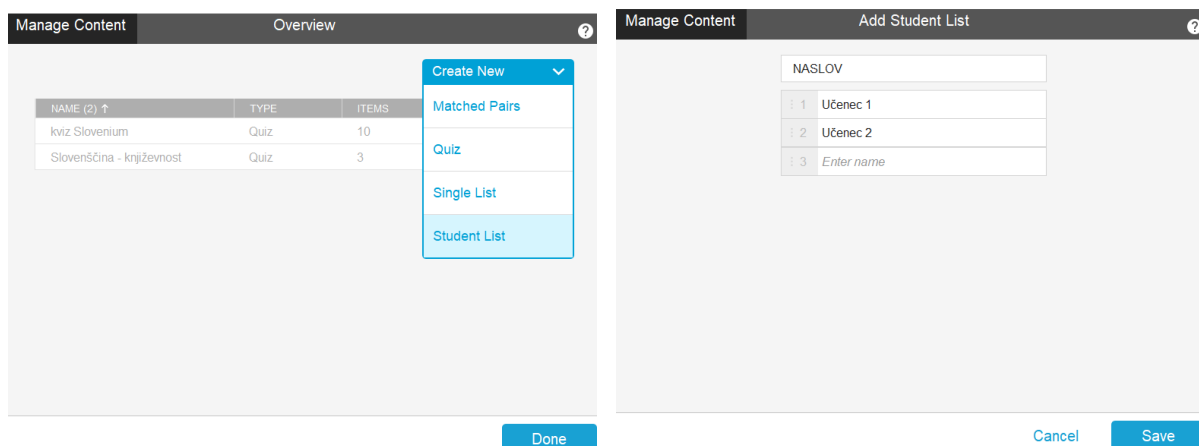 Manage Content
Overview
?
Create New
NAME (2) ↑ TYPE ITEMS
Matched Pairs
kviz Slovenium Quiz 10
Quiz
Slovenščina - književnost Quiz 3
Single List
Student List
Done
Manage Content
Add Student List
?
NASLOV
1 Učenec 1
2 Učenec 2
3 Enter name
Cancel
Save